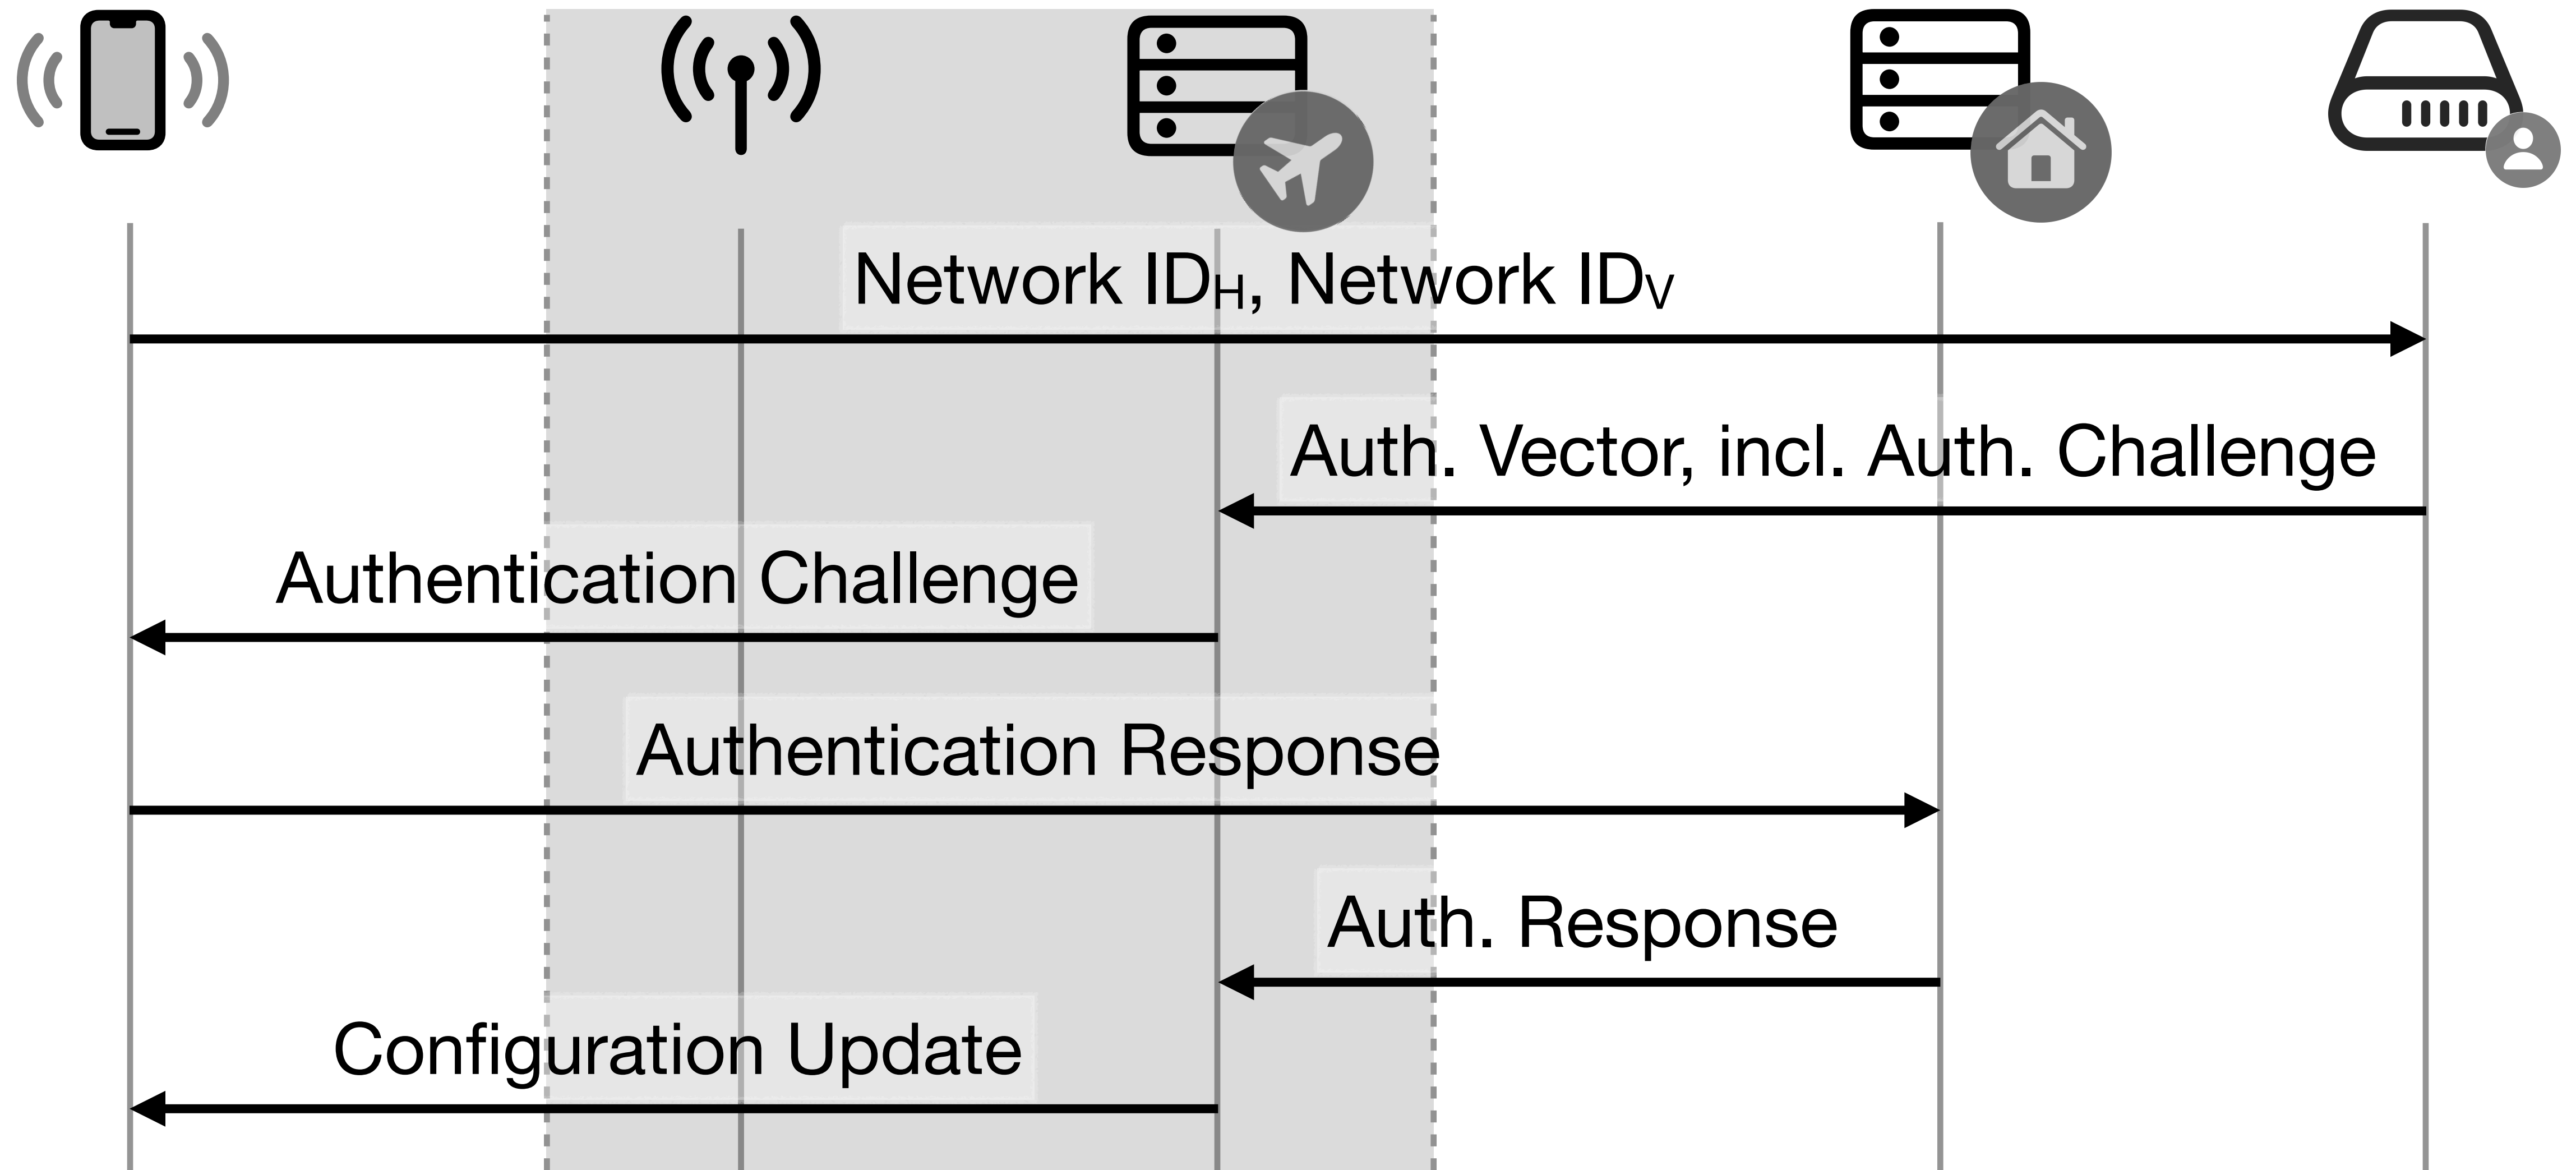 Network IDH, Network IDV
Auth. Vector, incl. Auth. Challenge
Authentication Challenge
Authentication Response
Auth. Response
Configuration Update